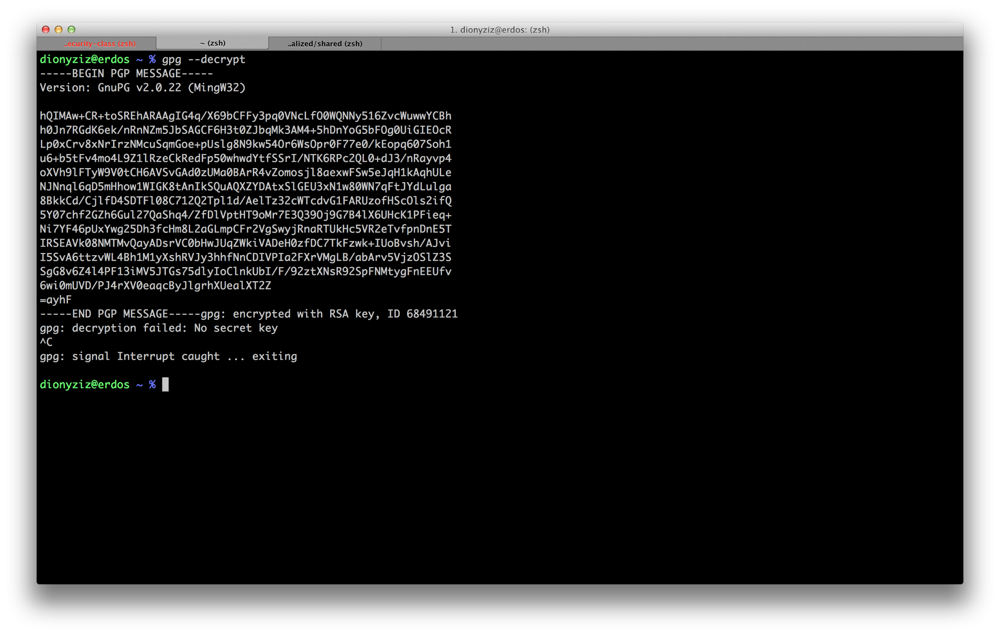 1. dionyziz@erdos: (zsh)
..ecurity-class (zsh)
~ (zsh)
..alized/shared (zsh)
dionyziz@erdos ~ % gpg --decrypt
-----BEGIN PGP MESSAGE-----
Version: GnuPG v2.0.22 (MingW32)
hQIMAw+CR+toSREhARAAgIG4q/X69bCFFy3pq0VNcLfO0WQNNy516ZvcWuwwYCBh
h0Jn7RGdK6ek/nRnNZm5JbSAGCF6H3t0ZJbqMk3AM4+5hDnYoG5bFOg0UiGIEOcR
Lp0xCrv8xNrIrzNMcuSqmGoe+pUslg8N9kw54Or6WsOpr0F77e0/kEopq607Soh1
u6+b5tFv4mo4L9Z1lRzeCkRedFp50whwdYtfSSrI/NTK6RPc2QL0+dJ3/nRayvp4
oXVh9lFTyW9V0tCH6AVSvGAd0zUMa0BArR4vZomosjl8aexwFSw5eJqH1kAqhULe
NJNnql6qD5mHhow1WIGK8tAnIkSQuAQXZYDAtxSlGEU3xN1w80WN7qFtJYdLulga
8BkkCd/CjlfD4SDTFl08C712Q2Tpl1d/AelTz32cWTcdvG1FARUzofHScOls2ifQ
5Y07chf2GZh6Gul27QaShq4/ZfDlVptHT9oMr7E3Q39Oj9G7B4lX6UHcK1PFieq+
Ni7YF46pUxYwg25Dh3fcHm8L2aGLmpCFr2VgSwyjRnaRTUkHc5VR2eTvfpnDnE5T
IRSEAVk08NMTMvQayADsrVC0bHwJUqZWkiVADeH0zfDC7TkFzwk+IUoBvsh/AJvi
I5SvA6ttzvWL4Bh1M1yXshRVJy3hhfNnCDIVPIa2FXrVMgLB/abArv5VjzOSlZ3S
SgG8v6Z4l4PF13iMV5JTGs75dlyIoClnkUbI/F/92ztXNsR92SpFNMtygFnEEUfv
6wi0mUVD/PJ4rXV0eaqcByJlgrhXUealXT2Z
=ayhF
-----END PGP MESSAGE-----gpg: encrypted with RSA key, ID 68491121
gpg: decryption failed: No secret key
^C
gpg: signal Interrupt caught ... exiting
dionyziz@erdos ~ %